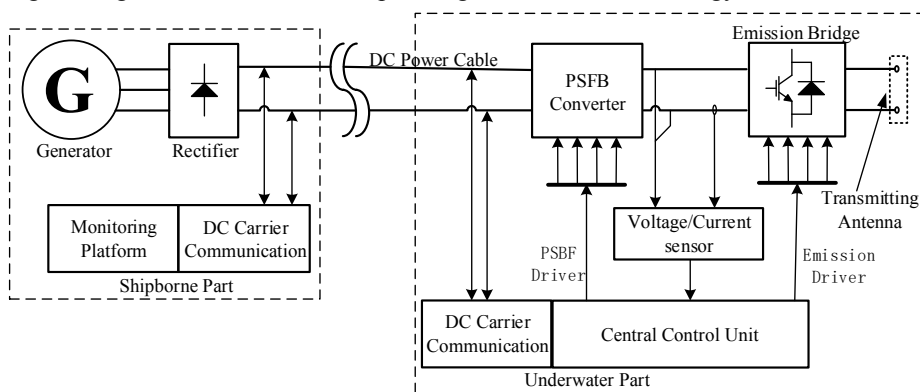 Emission Bridge
DC Power Cable
G
PSFB
Converter
Generator
Rectifier
Transmitting
Antenna
Monitoring
Platform
DC Carrier
Communication
Voltage/Current
sensor
PSBF
Driver
Emission
Driver
Shipborne Part
DC Carrier
Communication
Central Control Unit
Underwater Part